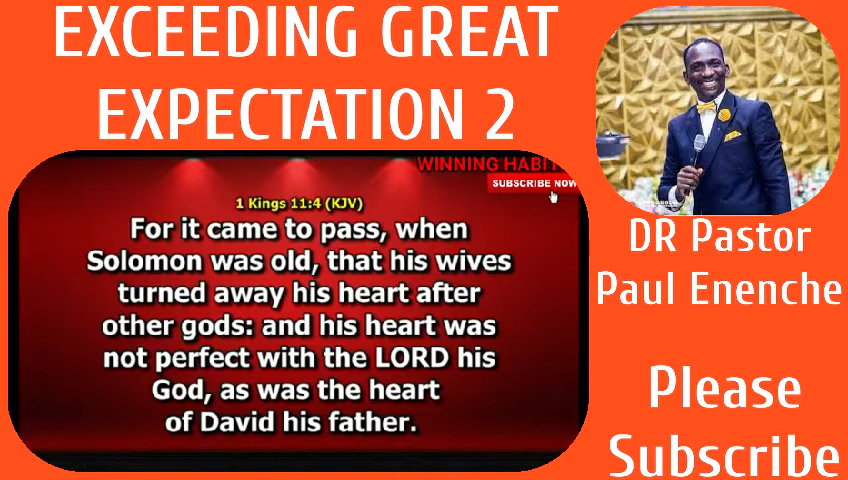 EXCEEDING GREAT
EXPECTATION 2
WINNING HABIT
SUBSCRIBE NOW
1 Kings 11:4 (KJV)
For it came to pass, when
Solomon was old, that his wives
turned away his heart after
other gods: and his heart was
not perfect with the LORD his
God, as was the heart
of David his father.
DR Pastor
Paul Enenche
Please
Subscribe